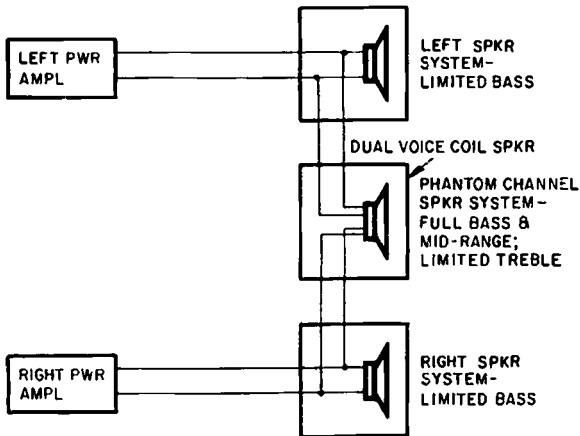 LEFT PWR
AMPL
LEFT SPKR
SYSTEM-
LIMITED BASS
DUAL VOICE COIL SPKR
PHANTOM CHANNEL
SPKR SYSTEM-
FULL BASS &
MID-RANGE;
LIMITED TREBLE
RIGHT PWR
AMPL
RIGHT SPKR
SYSTEM-
LIMITED BASS